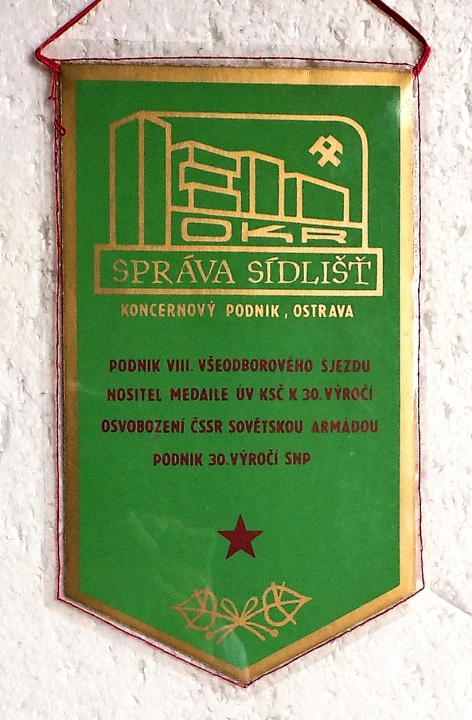 OKR
SPRÁVA SÍDLIŠŤ
KONCERNOVÝ PODNIK, OSTRAVA
PODNIK VIII. VŠEODBOROVÉHO SJEZDU
NOSITEL MEDAILE ÚV KSČ K 30. VÝROČÍ
OSVOBOZENÍ ČSSR SOVĚTSKOU ARMÁDOU
PODNIK 30. VÝROČÍ SNP